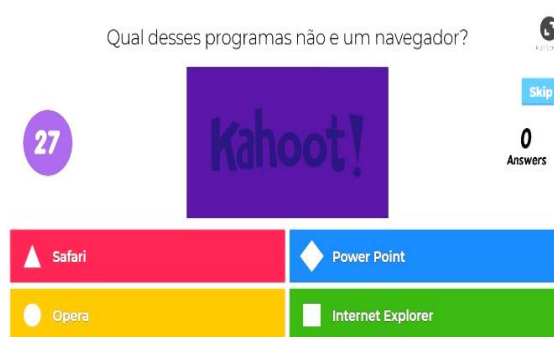 Qual desses programas não e um navegador?
Skip
27
Kahoot!
0
Answers
Safari
Power Point
Opera
Internet Explorer